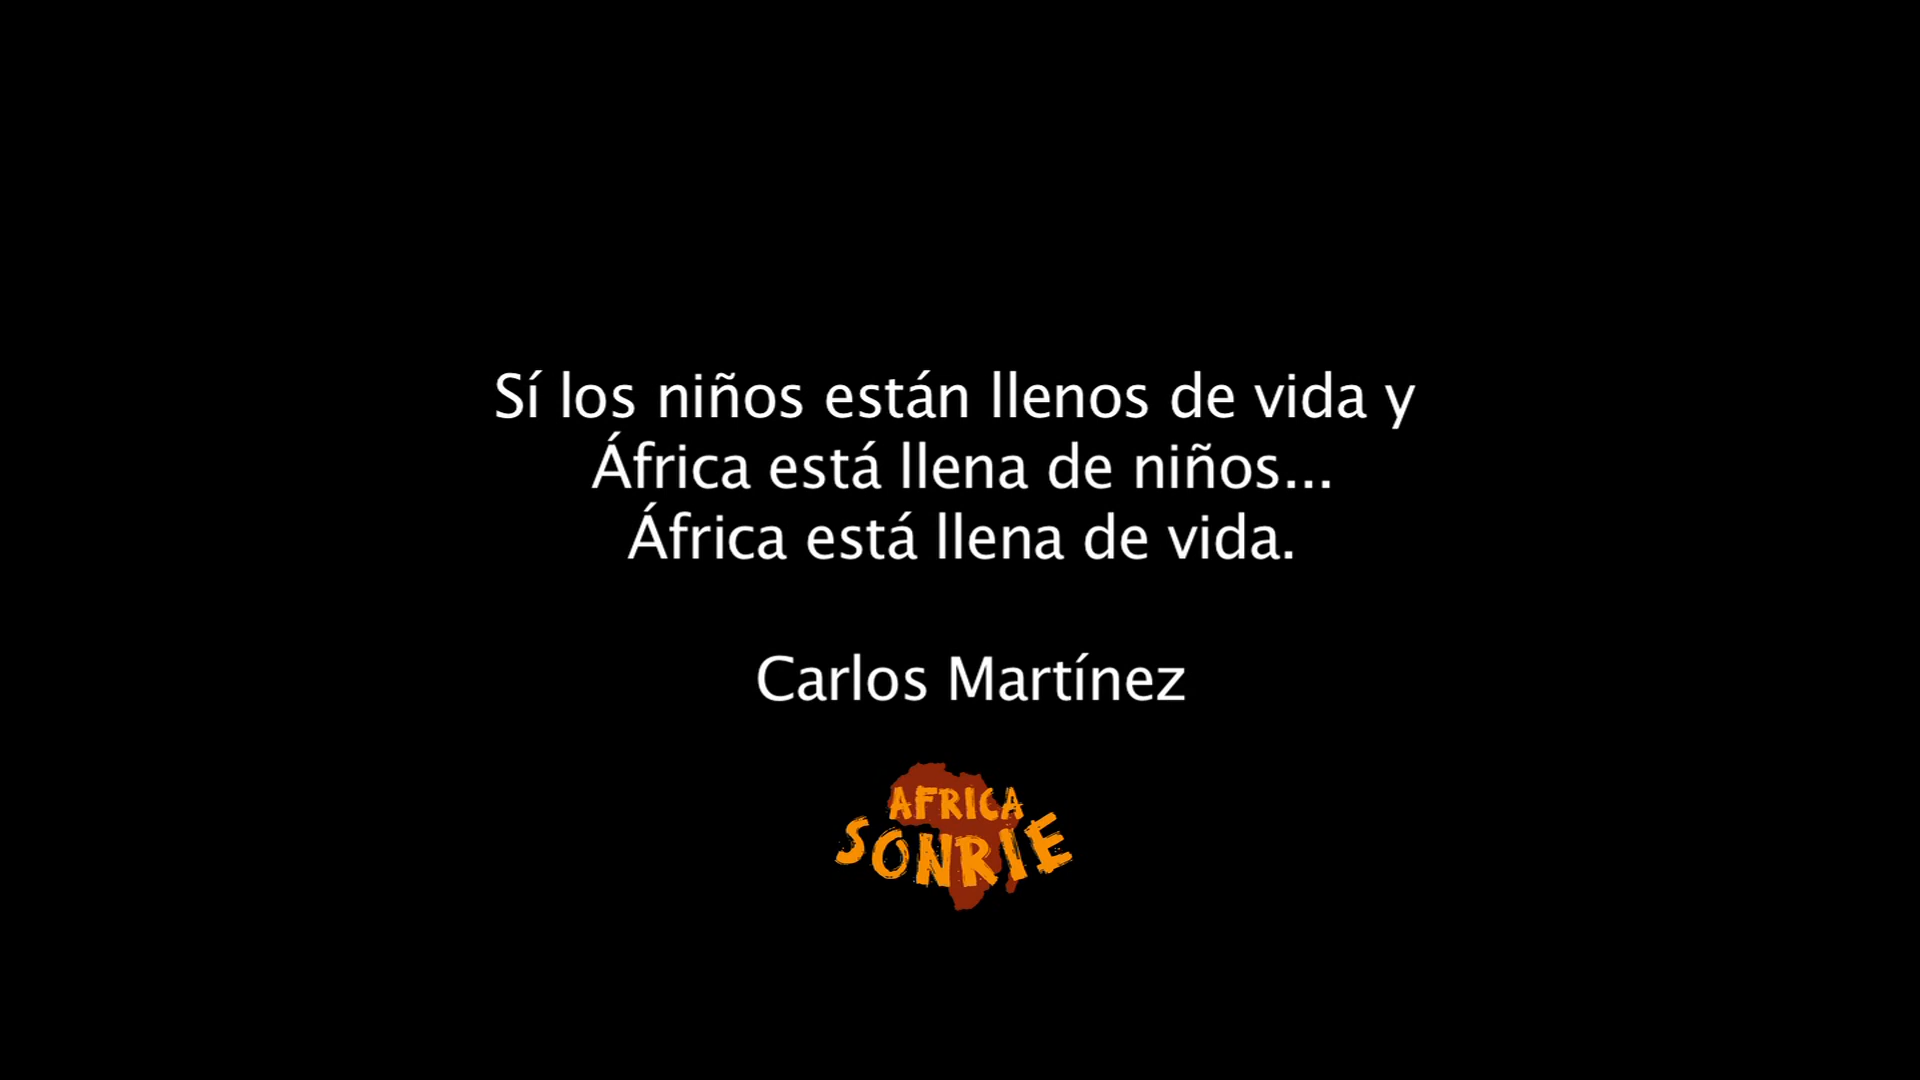 Sí los niños están llenos de vida y
África está llena de niños...
África está llena de vida.
Carlos Martínez
AFRICA
SONRIE